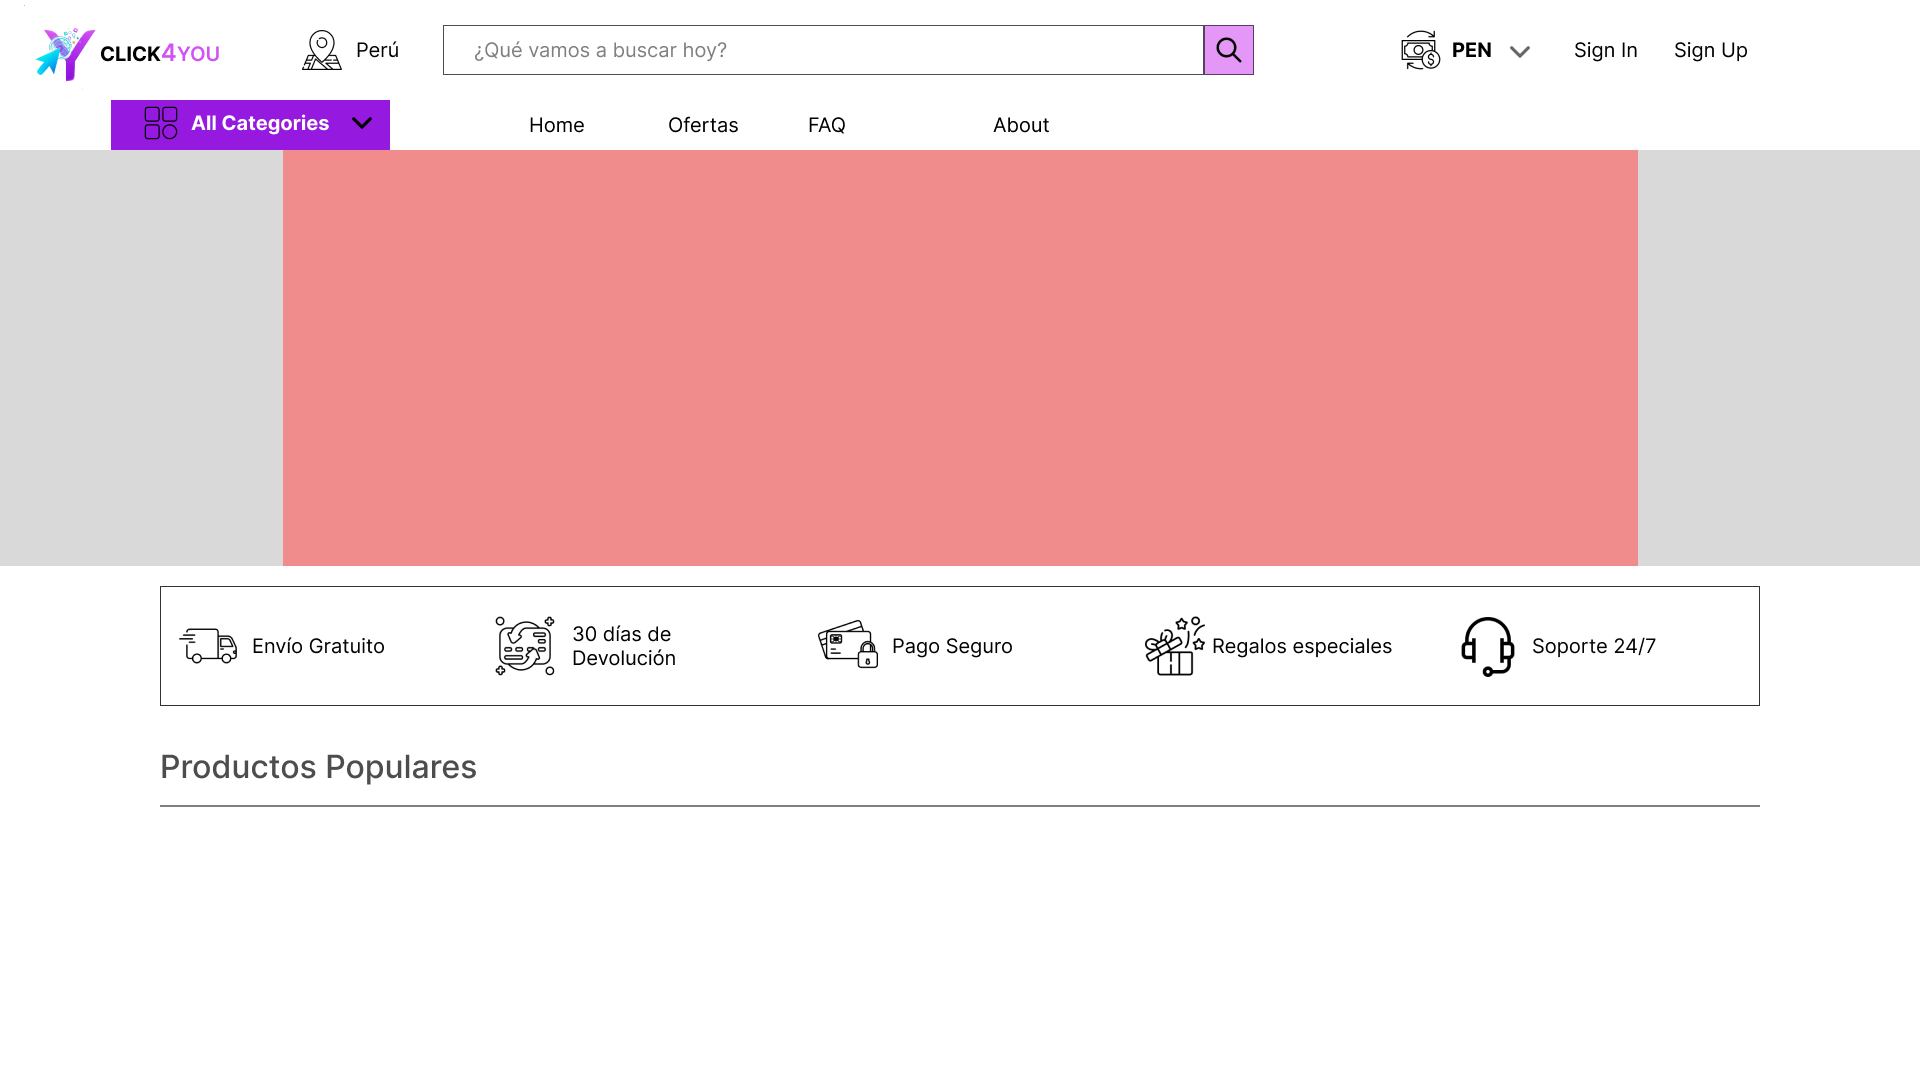 CLICK4YOU
Perú
¿Qué vamos a buscar hoy?
PEN
Sign In
Sign Up
All Categories
Home
Ofertas
FAQ
About
Envío Gratuito
30 días de
Devolución
Pago Seguro
Regalos especiales
Soporte 24/7
Productos Populares